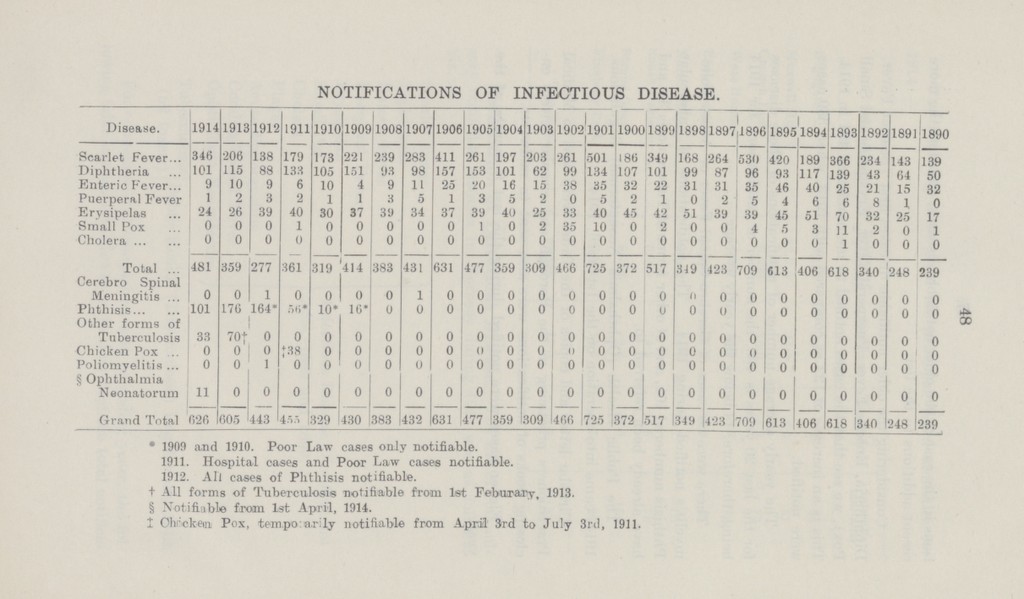 NOTIFICATIONS OF INFECTIOUS DISEASE.
Disease. 1914 1913 1912 1911 1910 1909 1908 1907 1906 1905 1904 1903 1902 1901 1900 1899 1898 1897 1896 1895 1894 1893 1892 1891 1890
Scarlet Fever... 346 206 138 179 173 221 239 283 411 261 197 203 261 501 186 349 168 264 530 420 189 366 234 143 139
Diphtheria ... 101 115 88 133 105 151 93 98 157 153 101 62 99 134 107 101 99 87 96 93 117 139 43 64 50
Enteric Fever... 9 10 9 6 10 4 9 11 25 20 16 15 38 35 32 22 31 31 35 46 40 25 21 15 32
Puerperal Fever 1 2 3 2 1 1 3 5 1 3 5 2 0 5 2 1 0 2 5 4 6 6 8 1 0
Erysipelas ... 24 26 39 40 30 37 39 34 37 39 40 25 33 40 45 42 51 39 39 45 51 70 32 25 17
Small Pox ... 0 0 0 1 0 0 0 0 0 1 0 2 35 10 0 2 0 0 4 5 3 11 2 0 1
Cholera ... ... 0 0 0 0 0 0 0 0 0 0 0 0 0 0 0 0 0 0 0 0 0 1 0 0 0
Total ... 481 359 277 361 319 414 383 431 631 477 359 309 466 725 372 517 349 423 709 613 406 618 340 248 239
Cerebro Spinal
Meningitis ... 0 0 1 0 0 0 0 1 0 0 0 0 0 0 0 0 0 0 0 0 0 0 0 0 0
Phthisis... ... 101 176 164* 56* 10* 16* 0 0 0 0 0 0 0 0 0 0 0 0 0 0 0 0 0 0 0
Other forms of
Tuberculosis 33 70† 0 0 0 0 0 0 0 0 0 0 0 0 0 0 0 0 0 0 0 0 0 0 0
Chicken Pox ... 0 0 0 ‡38 0 0 0 0 0 0 0 0 0 0 0 0 0 0 0 0 0 0 0 0 0
Poliomyelitis ... 0 0 1 0 0 0 0 0 0 0 0 0 0 0 0 0 0 0 0 0 0 0 0 0 0
§ Ophthalmia
Neonatorum 11 0 0 0 0 0 0 0 0 0 0 0 0 0 0 0 0 0 0 0 0 0 0 0 0
Grand Total 626 605 443 455 329 430 383 432 631 477 359 309 466 725 372 517 349 423 709 613 406 618 340 248 239
* 1909 and 1910. Poor Law cases only notifiable.
1911. Hospital cases and Poor Law cases notifiable.
1912. All cases of Phthisis notifiable.
† All forms of Tuberculosis notifiable from 1st Feburary, 1913.
§ Notifiable from 1st April, 1914.
‡ Chicken Pox, temporarily notifiable from April 3rd to July 3rd, 1911.
48